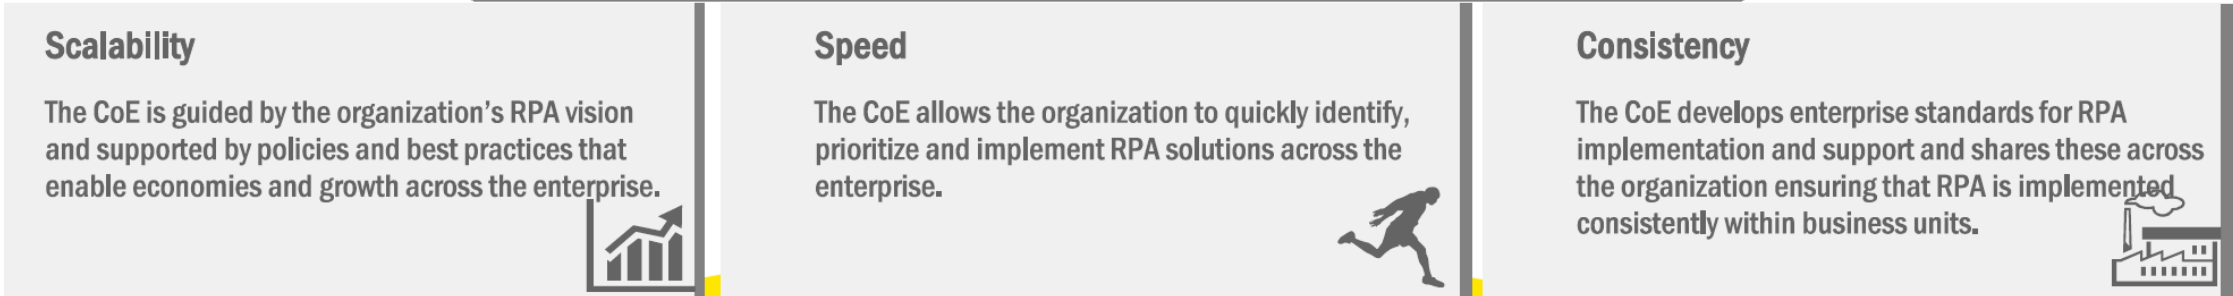 Scalability
The CoE is guided by the organization's RPA vision
and supported by policies and best practices that
enable economies and growth across the enterprise.
Speed
The CoE allows the organization to quickly identify,
prioritize and implement RPA solutions across the
enterprise.
Consistency
The CoE develops enterprise standards for RPA
implementation and support and shares these across
the organization ensuring that RPA is implemented
consistently within business units.